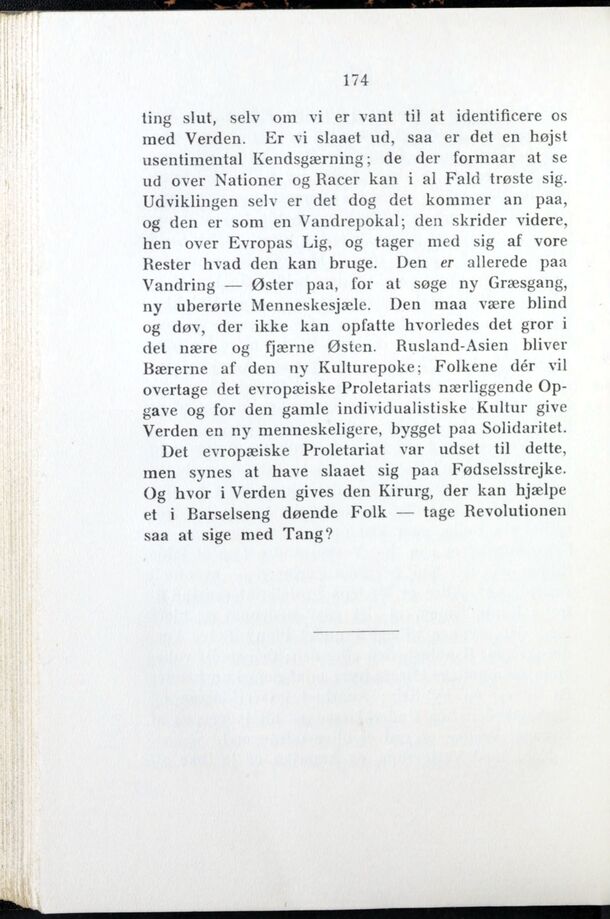 174
ting slut, selv om vi er vant til at identificere os
med Verden. Er vi slaaet ud, saa er det en højst
usentimental Kendsgærning; de der formaar at se
ud over Nationer og Racer kan i al Fald trøste sig.
Udviklingen selv er det dog det kommer an paa,
og den er som en Vandrepokal; den skrider videre,
hen over Evropas Lig, og tager med sig af vore
Rester hvad den kan bruge. Den er allerede paa
Vandring — Øster paa, for at søge ny Græsgang,
ny uberørte Menneskesjæle. Den maa være blind
og døv, der ikke kan opfatte hvorledes det gror i
det nære og fjærne Østen. Rusland-Asien bliver
Bærerne af den ny Kulturepoke; Folkene dér vil
overtage det evropæiske Proletariats nærliggende Op-
gave og for den gamle individualistiske Kultur give
Verden en ny menneskeligere, bygget paa Solidaritet.
Det evropæiske Proletariat var udset til dette,
men synes at have slaaet sig paa Fødselsstrejke.
Og hvor i Verden gives den Kirurg, der kan hjælpe
et i Barselseng døende Folk — tage Revolutionen
saa at sige med Tang?